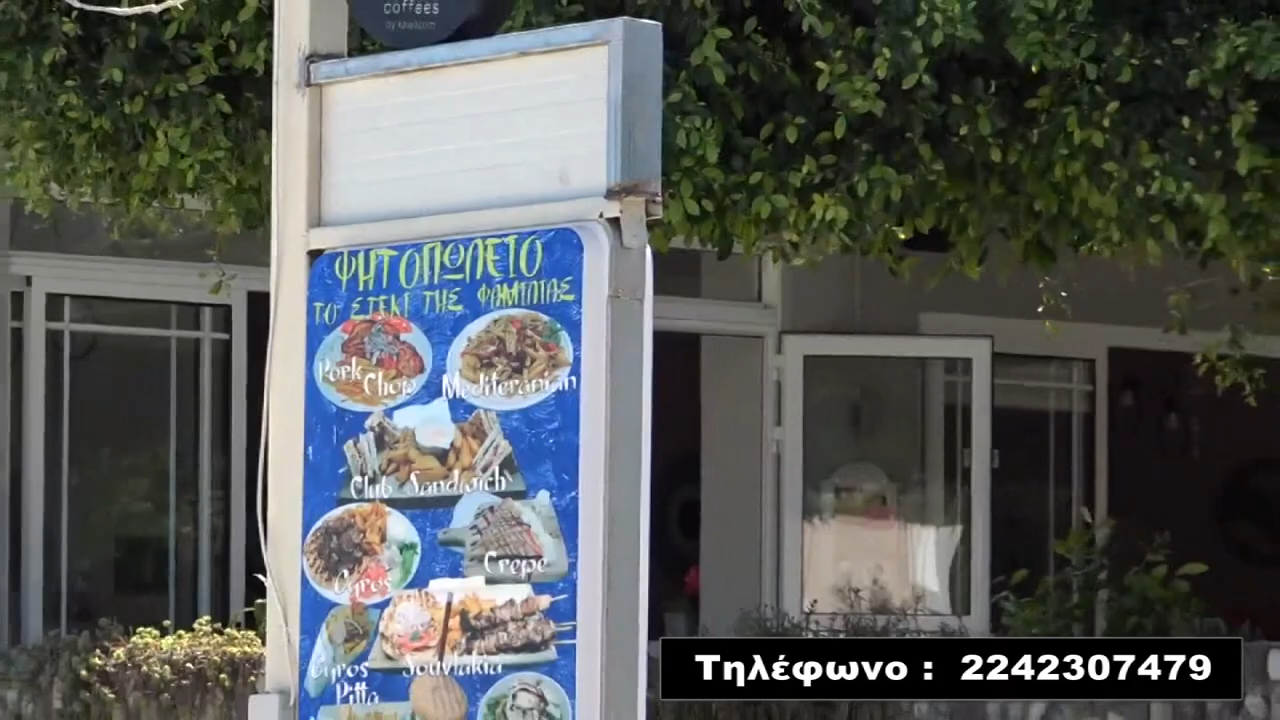 coffees
ΨΗΤΟΠΩΛΕΙΟ
ΤΟ ΣΤΕΚΙ ΤΗΣ ΦΑΜΙΛΙΑΣ
Pork Chop
Mediteranian
Club Sandwich
Gyros
Crepe
Gyros Pitta
Souvlakia
Τηλέφωνο : 2242307479